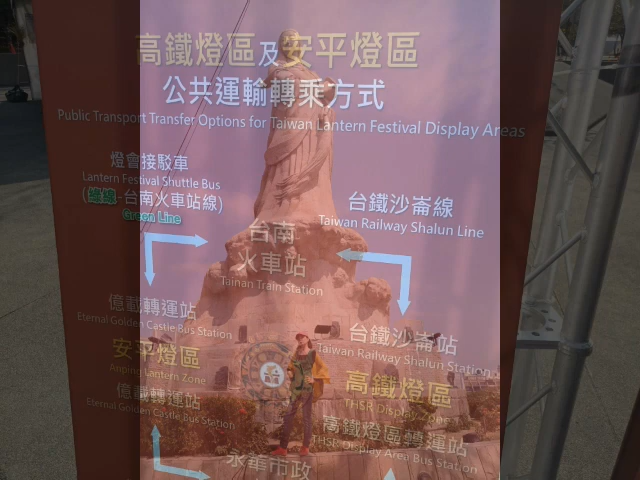 高鐵燈區及安平燈區
公共運輸轉乘方式
Public Transport Transfer Options for Taiwan Lantern Festival Display Areas
燈會接駁車
Lantern Festival Shuttle Bus
(綠線-台南火車站線)
Green Line
台鐵沙崙線
Taiwan Railway Shalun Line
台南
火車站
Tainan Train Station
億載轉運站
Eternal Golden Castle Bus Station
安平燈區
Anping Lantern Zone
億載轉運站
Eternal Golden Castle Bus Station
台鐵沙崙站
Taiwan Railway Shalun Station
高鐵燈區
THSR Display Area
高鐵燈區轉運站
THSR Display Area Bus Station
永華市政